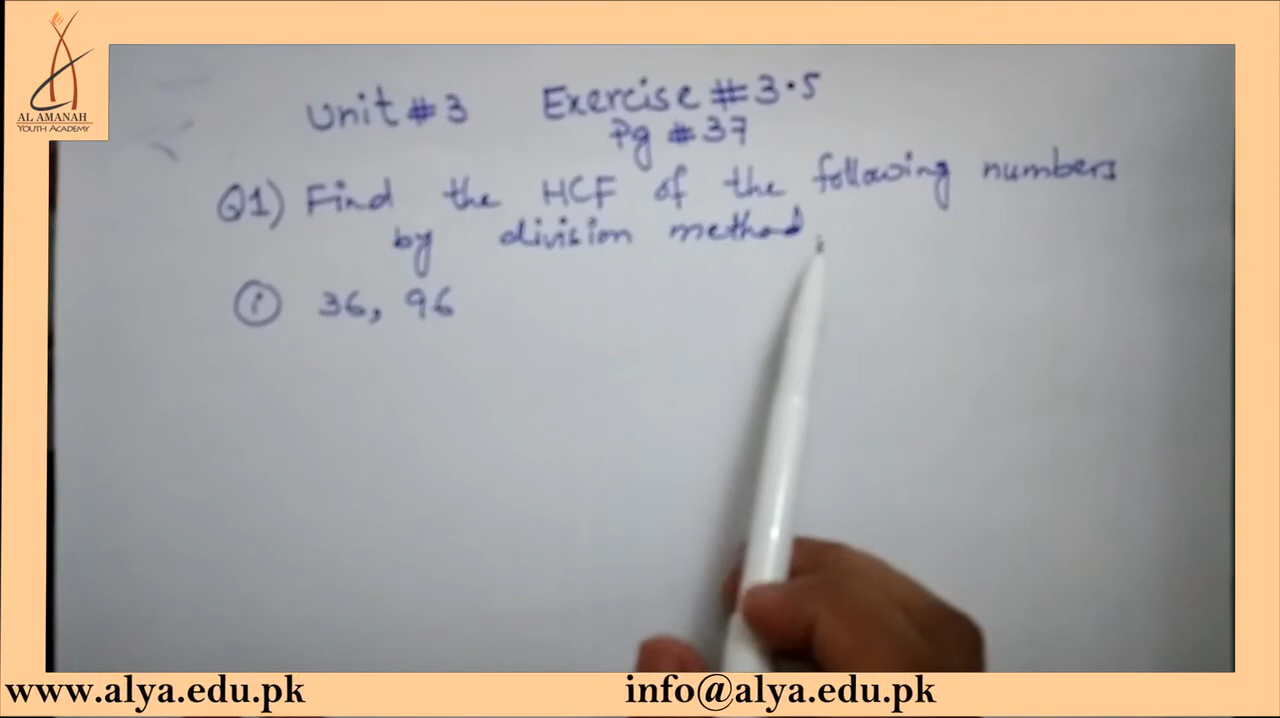 AL AMANAH
YOUTH ACADEMY
Unit # 3 Exercise # 3.5
Pg # 37
Q1) Find the HCF of the following numbers
by division method.
i 36, 96
www.alya.edu.pk info@alya.edu.pk